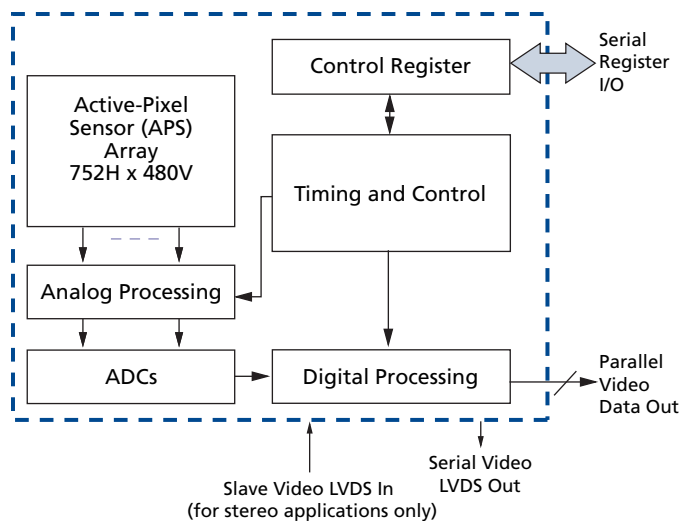 Control Register
Serial
Register
I/O
Active-Pixel
Sensor (APS)
Array
752H x 480V
Timing and Control
Analog Processing
ADCs
Digital Processing
Parallel
Video
Data Out
Slave Video LVDS In
(for stereo applications only)
Serial Video
LVDS Out